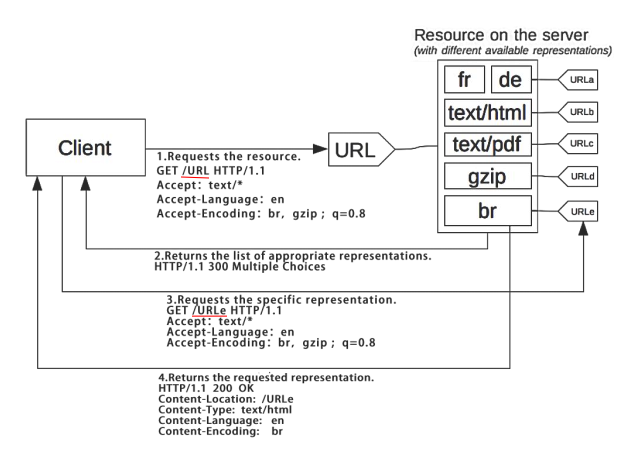 Resource on the server
(with different available representations)
fr
de
URLa
text/html
URLb
Client
URL
text/pdf
URLc
gzip
URLd
br
URLe
1.Requests the resource.
GET /URL HTTP/1.1
Accept: text/*
Accept-Language: en
Accept-Encoding: br, gzip ; q=0.8
2.Returns the list of appropriate representations.
HTTP/1.1 300 Multiple Choices
3.Requests the specific representation.
GET /URLe HTTP/1.1
Accept: text/*
Accept-Language: en
Accept-Encoding: br, gzip ; q=0.8
4.Returns the requested representation.
HTTP/1.1 200 OK
Content-Location: /URLe
Content-Type: text/html
Content-Language: en
Content-Encoding: br